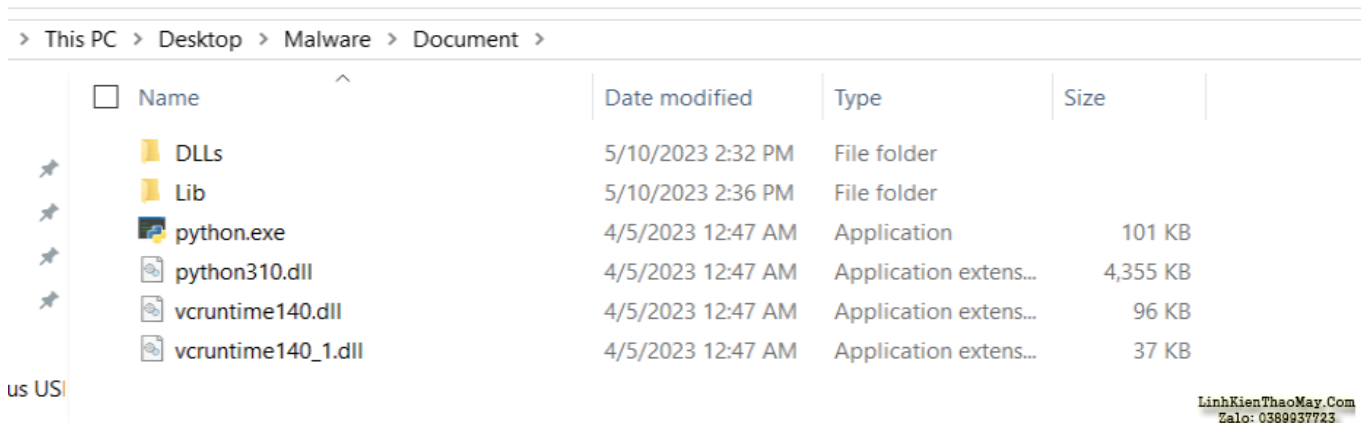 > This PC > Desktop > Malware > Document >
Name Date modified Type Size
DLLs 5/10/2023 2:32 PM File folder
Lib 5/10/2023 2:36 PM File folder
python.exe 4/5/2023 12:47 AM Application 101 KB
python310.dll 4/5/2023 12:47 AM Application extens... 4,355 KB
vcruntime140.dll 4/5/2023 12:47 AM Application extens... 96 KB
vcruntime140_1.dll 4/5/2023 12:47 AM Application extens... 37 KB
us USI
LinhKienThaoMay.Com
Zalo: 0389937723